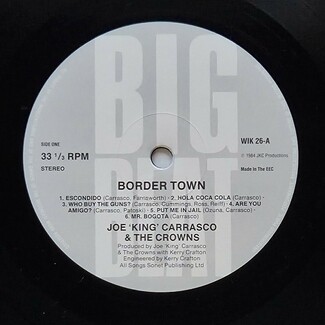 BIG
BEAT
SIDE ONE
33 1/3 RPM
STEREO
WIK 26-A
℗ 1984 JKC Productions
Made In The EEC
BORDER TOWN
1. ESCONDIDO (Carrasco, Farnzworth) - 2. HOLA COCA COLA (Carrasco) -
3. WHO BUY THE GUNS? (Carrasco, Cummings, Ross, Reiff) - 4. ARE YOU
AMIGO? (Carrasco, Patako) - 5. PUT ME IN JAIL (Ozuna, Carrasco) -
6. MR. BOGOTA (Carrasco)
JOE 'KING' CARRASCO
& THE CROWNS
Produced by Joe 'King' Carrasco
& The Crowns with Kerry Crafton
Engineered by Kerry Crafton
All Songs Sonet Publishing Ltd